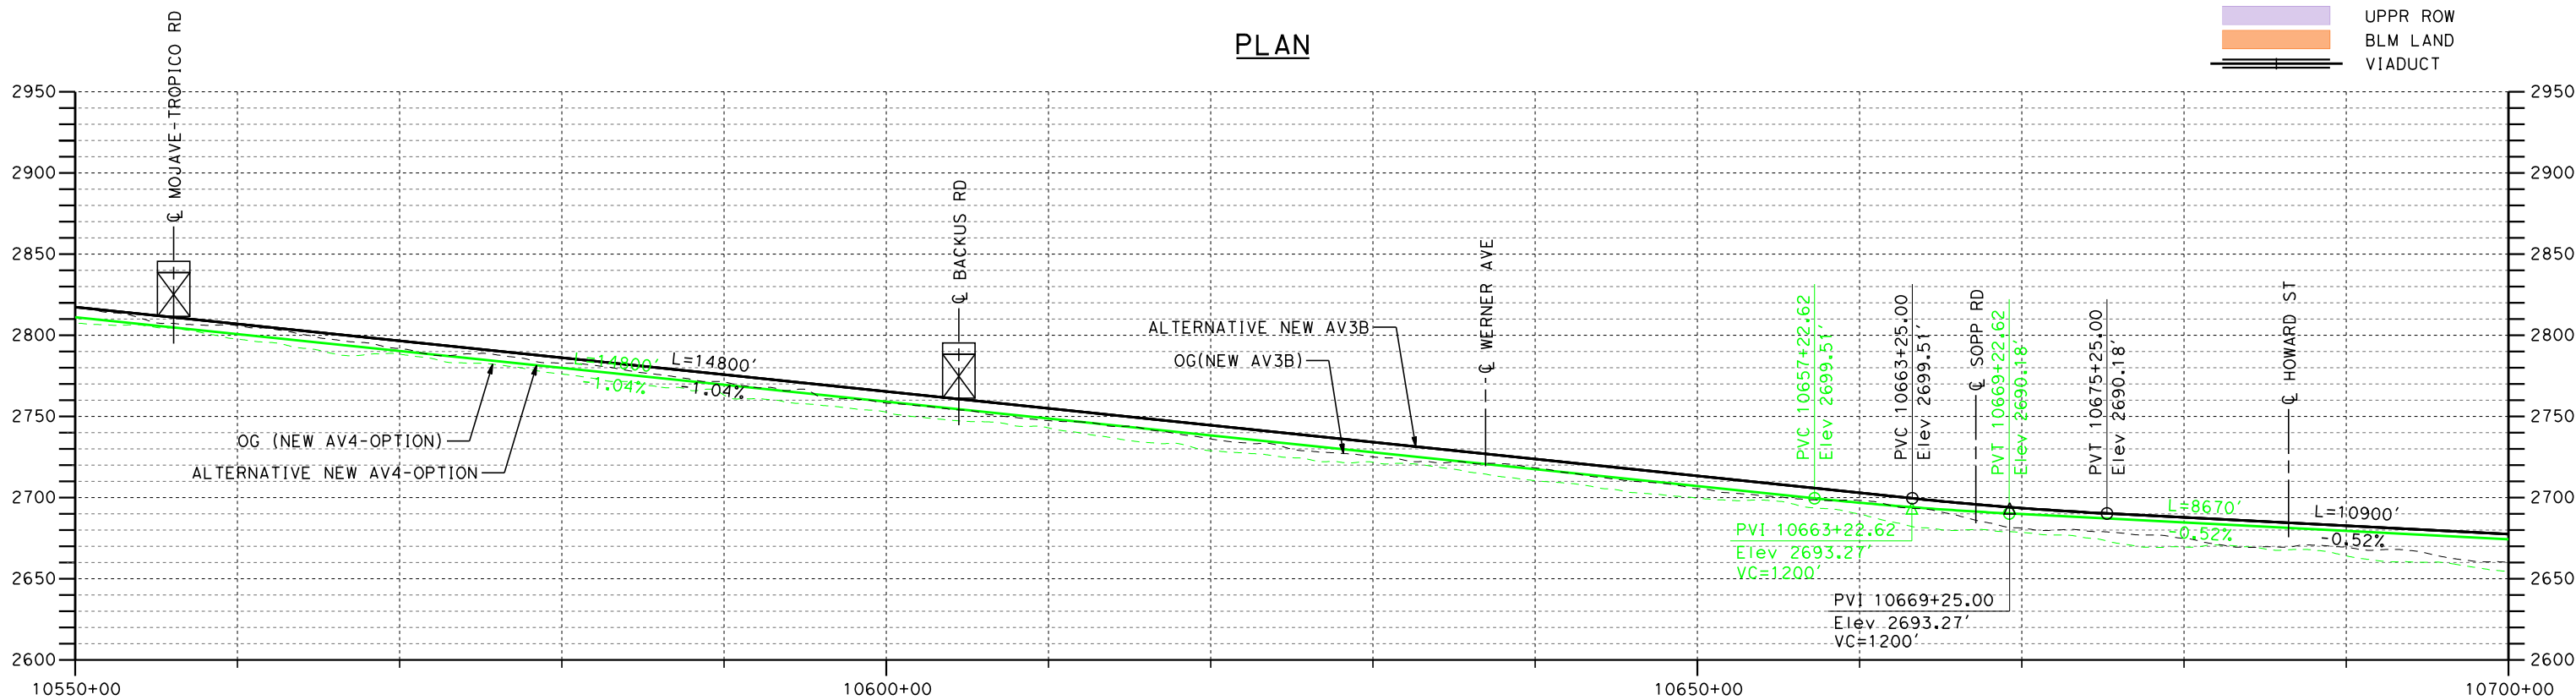 PLAN
UPPR ROW
BLM LAND
VIADUCT
2950
2900
2850
2800
2750
2700
2650
2600
2950
2900
2850
2800
2750
2700
2650
2600
℄ MOJAVE-TROPICO RD
℄ BACKUS RD
℄ WERNER AVE
℄ SOPP RD
℄ HOWARD ST
L=14800'
-1.04%
L=14800'
-1.04%
OG (NEW AV4-OPTION)
ALTERNATIVE NEW AV4-OPTION
ALTERNATIVE NEW AV3B
OG(NEW AV3B)
PVC 10657+22.62
Elev 2699.51'
PVC 10663+25.00
Elev 2699.51'
PVT 10669+22.62
Elev 2690.18'
PVT 10675+25.00
Elev 2690.18'
PVI 10663+22.62
Elev 2693.27'
VC=1200'
PVI 10669+25.00
Elev 2693.27'
VC=1200'
L=8670'
-0.52%
L=10900'
-0.52%
10550+00
10600+00
10650+00
10700+00